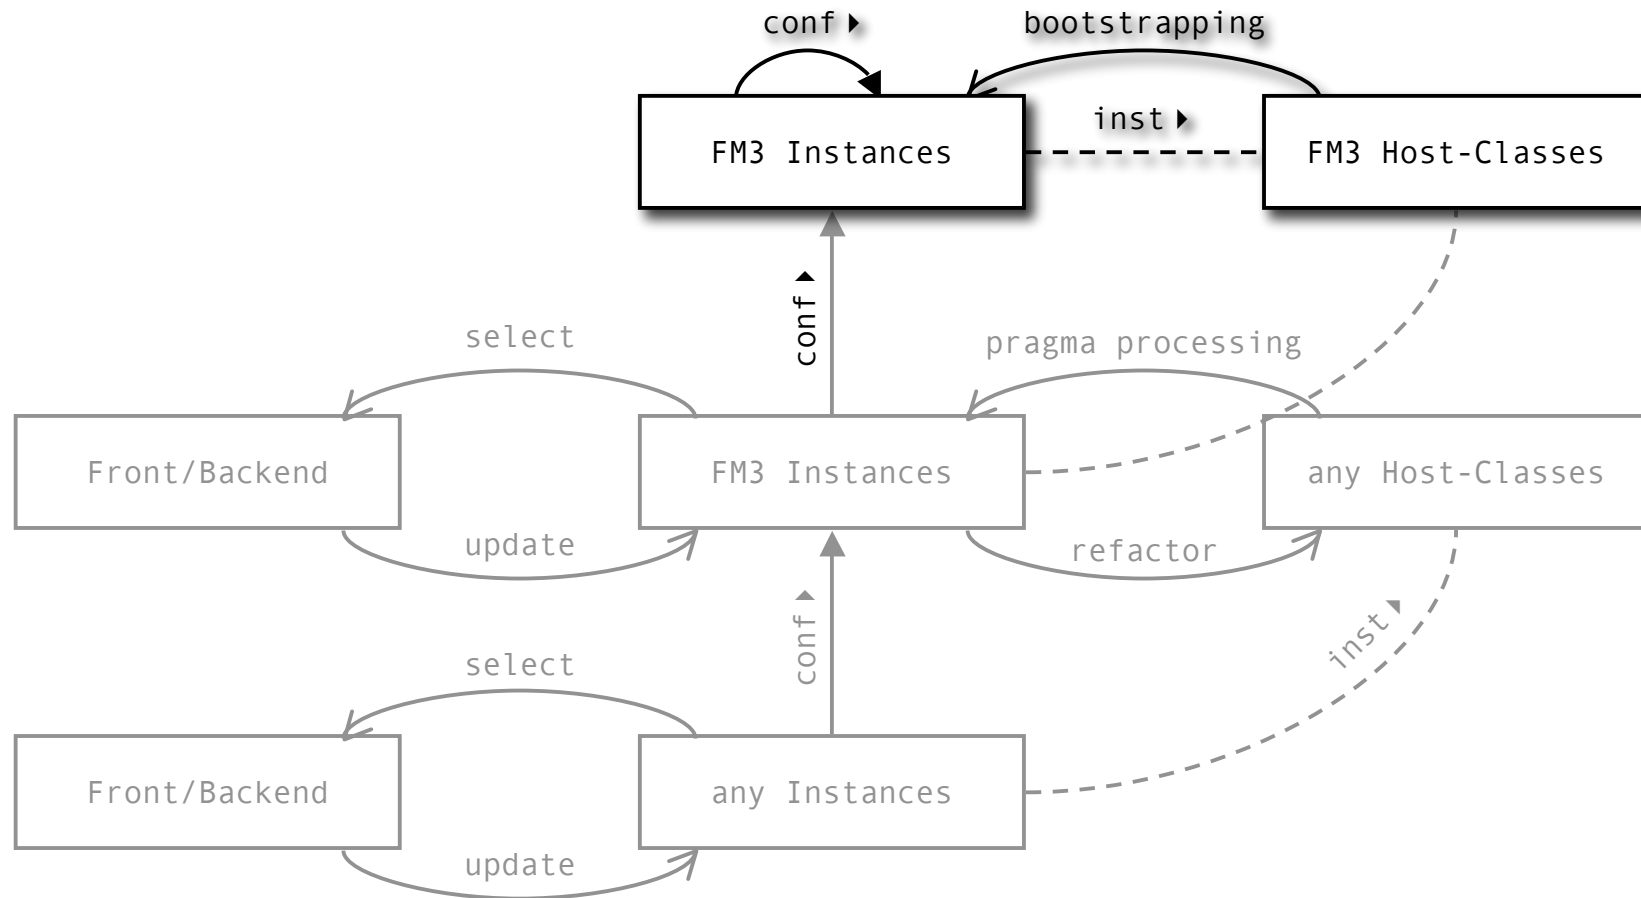 conf ▸
bootstrapping
FM3 Instances
inst ▸
FM3 Host-Classes
conf ▸
select
pragma processing
Front/Backend
FM3 Instances
any Host-Classes
update
refactor
conf ▸
inst ▸
select
Front/Backend
any Instances
update